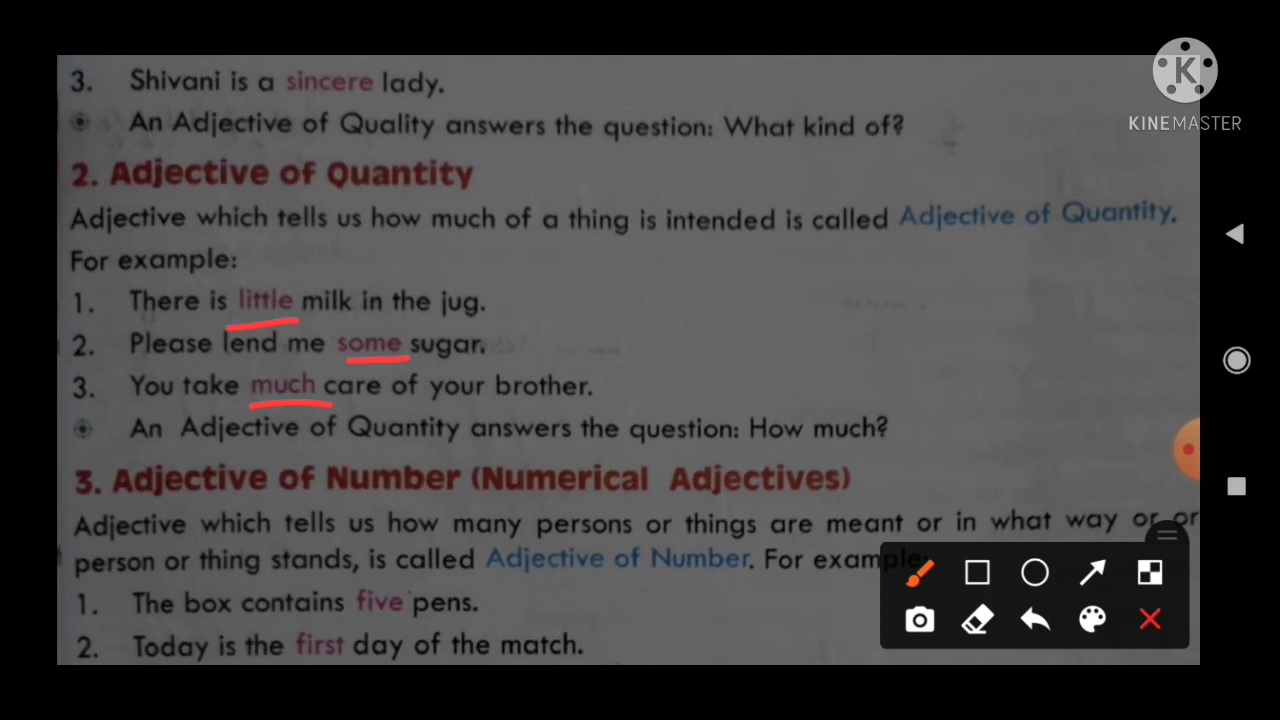 3. Shivani is a sincere lady.
An Adjective of Quality answers the question: What kind of?
KINEMASTER
2. Adjective of Quantity
Adjective which tells us how much of a thing is intended is called Adjective of Quantity.
For example:
1. There is little milk in the jug.
2. Please lend me some sugar.
3. You take much care of your brother.
An Adjective of Quantity answers the question: How much?
3. Adjective of Number (Numerical Adjectives)
Adjective which tells us how many persons or things are meant or in what way or or
person or thing stands, is called Adjective of Number. For example:
1. The box contains five pens.
2. Today is the first day of the match.